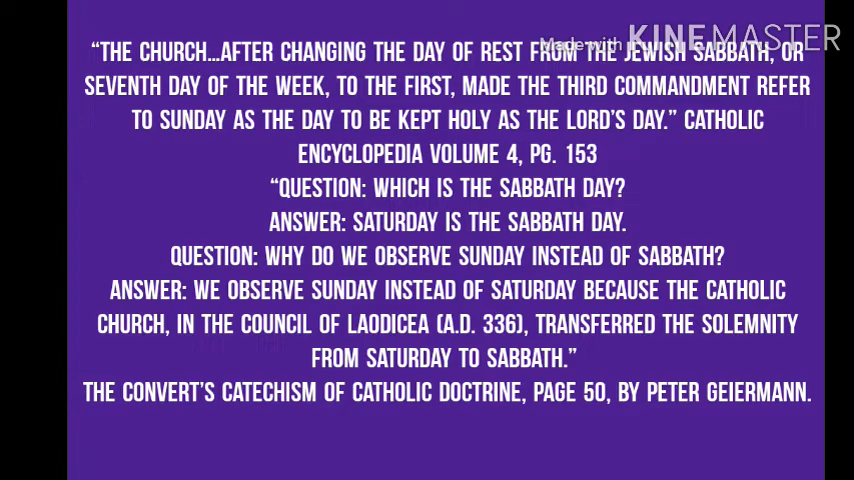 Made with KINEMASTER
“THE CHURCH...AFTER CHANGING THE DAY OF REST FROM THE JEWISH SABBATH, OR
SEVENTH DAY OF THE WEEK, TO THE FIRST, MADE THE THIRD COMMANDMENT REFER
TO SUNDAY AS THE DAY TO BE KEPT HOLY AS THE LORD’S DAY.” CATHOLIC
ENCYCLOPEDIA VOLUME 4, PG. 153
“QUESTION: WHICH IS THE SABBATH DAY?
ANSWER: SATURDAY IS THE SABBATH DAY.
QUESTION: WHY DO WE OBSERVE SUNDAY INSTEAD OF SABBATH?
ANSWER: WE OBSERVE SUNDAY INSTEAD OF SATURDAY BECAUSE THE CATHOLIC
CHURCH, IN THE COUNCIL OF LAODICEA (A.D. 336), TRANSFERRED THE SOLEMNITY
FROM SATURDAY TO SABBATH.”
THE CONVERT’S CATECHISM OF CATHOLIC DOCTRINE, PAGE 50, BY PETER GEIERMANN.